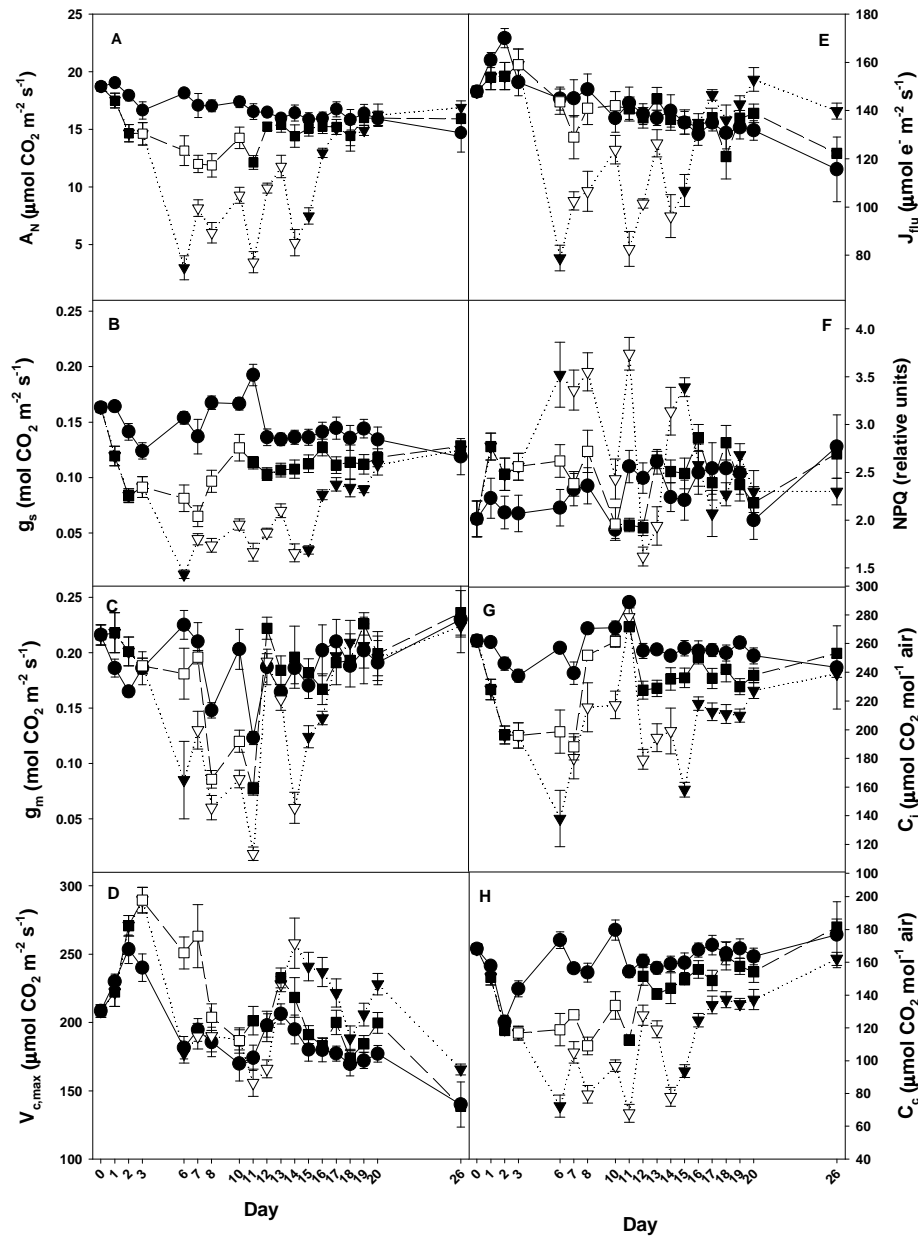 A
25
20
15
10
5
A_N (μmol CO₂ m⁻² s⁻¹)
E
180
160
140
120
100
80
J_flu (μmol e⁻ m⁻² s⁻¹)
B
0.25
0.20
0.15
0.10
0.05
g_s (mol CO₂ m⁻² s⁻¹)
F
4.0
3.5
3.0
2.5
2.0
1.5
NPQ (relative units)
C
0.25
0.20
0.15
0.10
0.05
g_m (mol CO₂ m⁻² s⁻¹)
G
300
280
260
240
220
200
180
160
140
120
100
C_i (μmol CO₂ mol⁻¹ air)
D
300
250
200
150
100
V_c,max (μmol CO₂ m⁻² s⁻¹)
H
180
160
140
120
100
80
60
40
C_c (μmol CO₂ mol⁻¹ air)
0 1 2 3 6 7 8 10 11 12 13 14 15 16 17 18 19 20 26
Day
0 1 2 3 6 7 8 10 11 12 13 14 15 16 17 18 19 20 26
Day